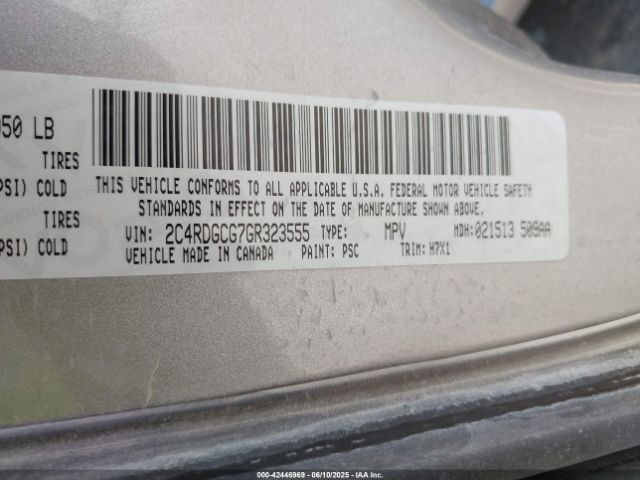 050 LB
TIRES
PSI) COLD
TIRES
(PSI) COLD
THIS VEHICLE CONFORMS TO ALL APPLICABLE U.S.A. FEDERAL MOTOR VEHICLE SAFETY
STANDARDS IN EFFECT ON THE DATE OF MANUFACTURE SHOWN ABOVE.
VIN: 2C4RDGCG7GR323555 TYPE: MPV MDH:021513 509AA
VEHICLE MADE IN CANADA PAINT: PSC TRIM: H7X1
000-42446969 - 06/10/2025 - IAAI, Inc.